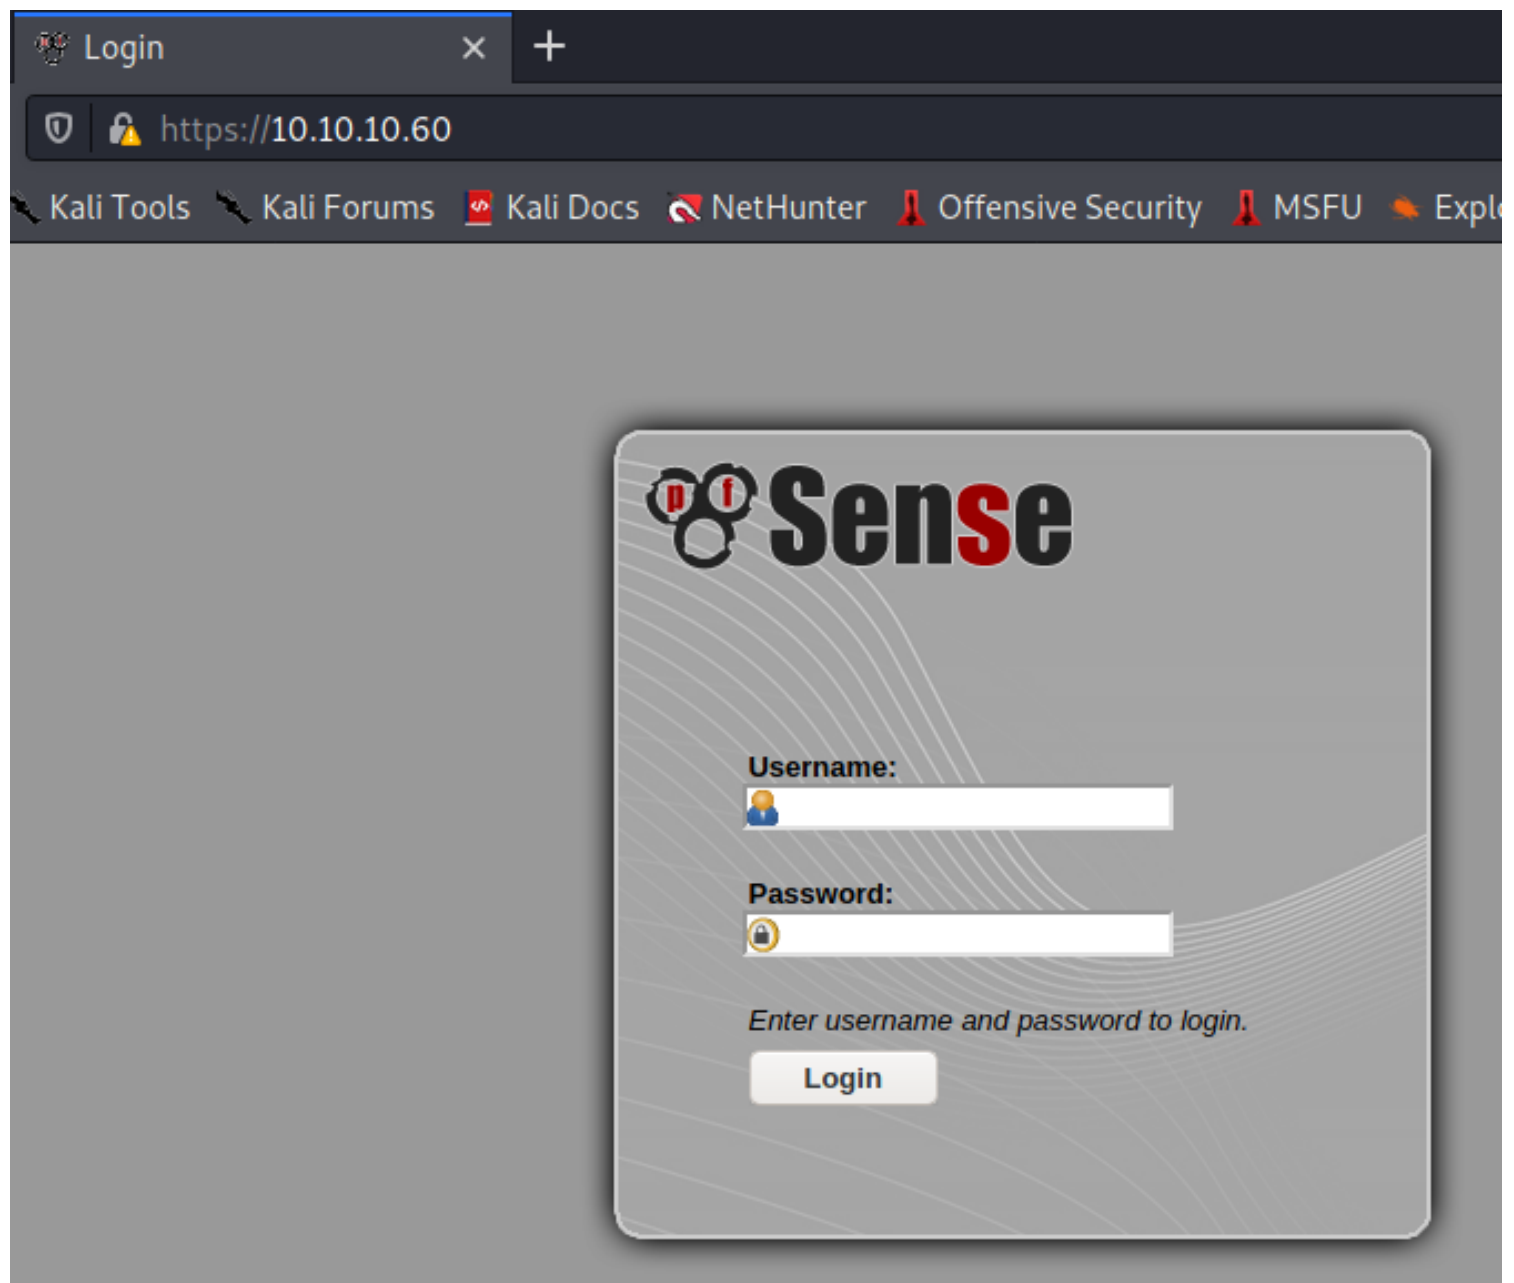 Login
https://10.10.10.60
Kali Tools Kali Forums Kali Docs NetHunter Offensive Security MSFU Explo
pf Sense
Username:
Password:
Enter username and password to login.
Login